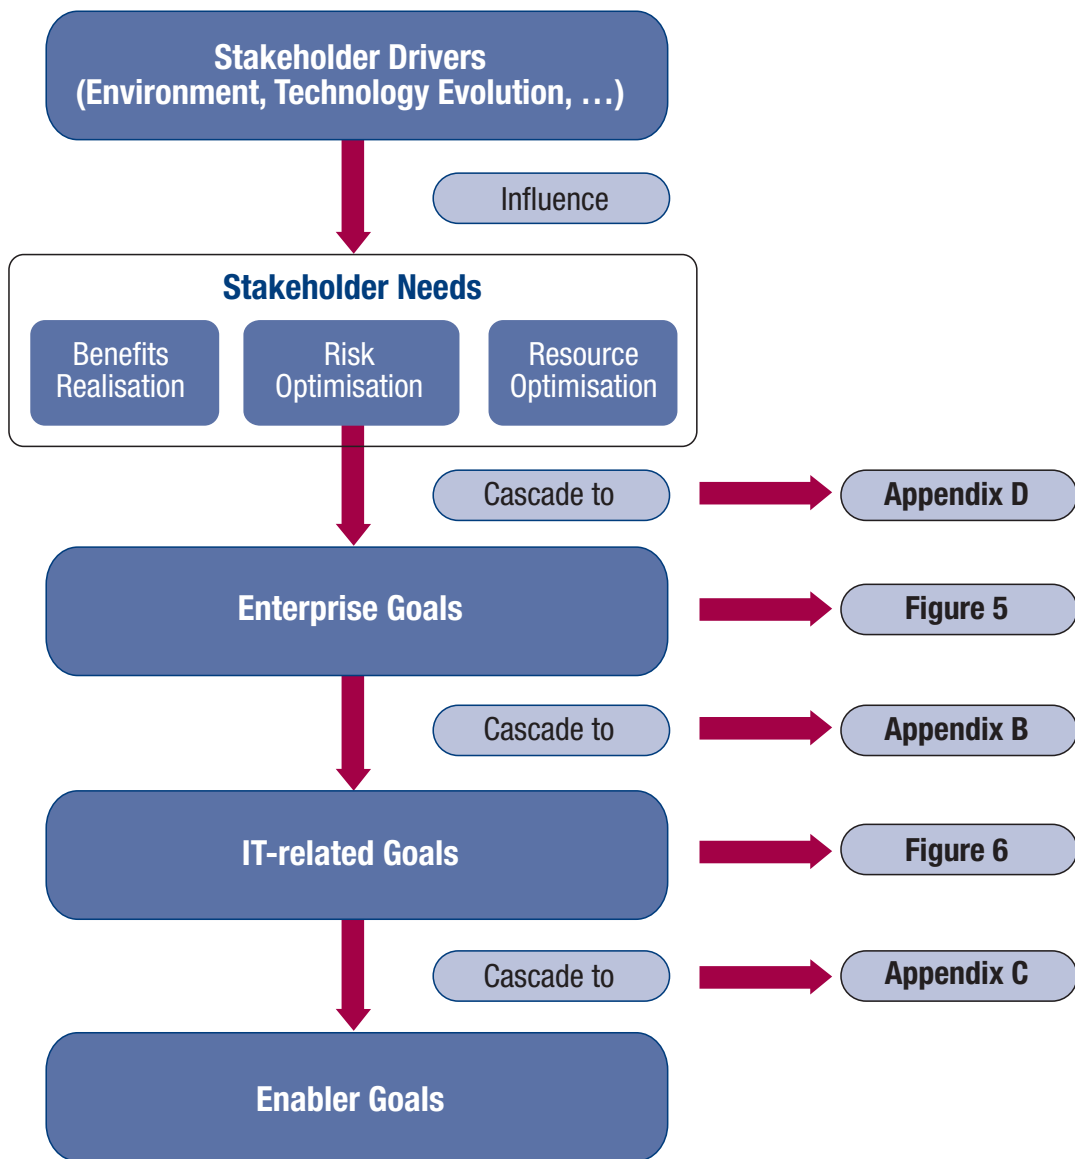 Stakeholder Drivers
(Environment, Technology Evolution, …)
Influence
Stakeholder Needs
Benefits
Realisation
Risk
Optimisation
Resource
Optimisation
Cascade to
Appendix D
Enterprise Goals
Figure 5
Cascade to
Appendix B
IT-related Goals
Figure 6
Cascade to
Appendix C
Enabler Goals